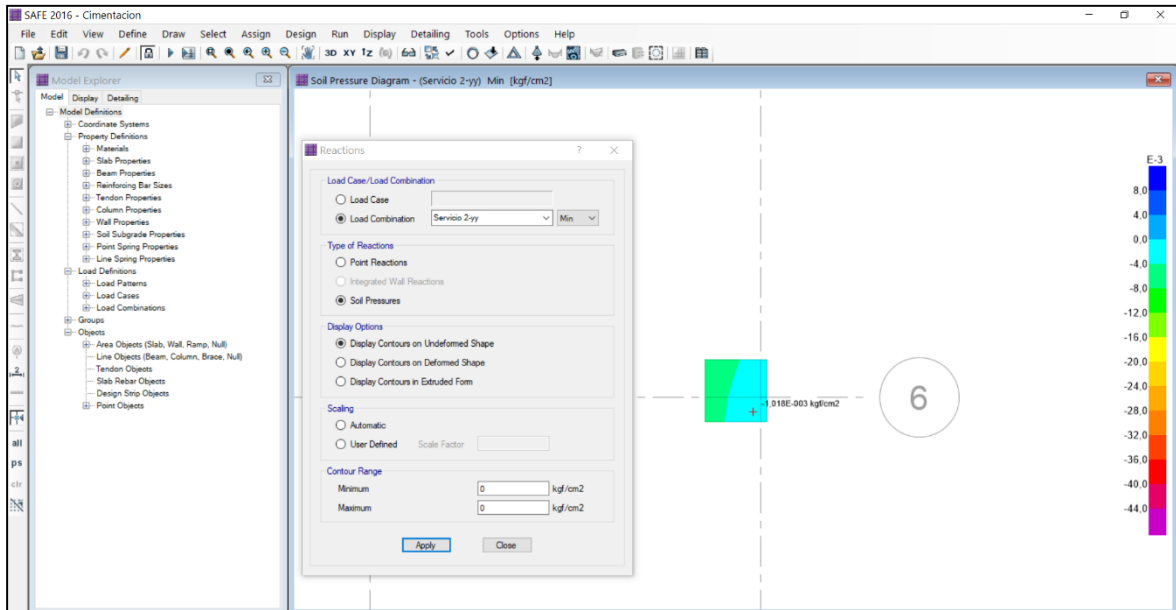 SAFE 2016 - Cimentacion
File Edit View Define Draw Select Assign Design Run Display Detailing Tools Options Help
3D XY
Model Explorer
Model Display Detailing
Model Definitions
Coordinate Systems
Property Definitions
Materials
Slab Properties
Beam Properties
Reinforcing Bar Sizes
Tendon Properties
Column Properties
Wall Properties
Soil Subgrade Properties
Point Spring Properties
Line Spring Properties
Load Definitions
Load Patterns
Load Cases
Load Combinations
Groups
Objects
Area Objects (Slab, Wall, Ramp, Null)
Line Objects (Beam, Column, Brace, Null)
Tendon Objects
Slab Rebar Objects
Design Strip Objects
Point Objects
all
ps
clr
Soil Pressure Diagram - (Servicio 2-yy) Min [kgf/cm2]
Reactions ?
Load Case/Load Combination
Load Case
Load Combination Servicio 2-yy Min
Type of Reactions
Point Reactions
Integrated Wall Reactions
Soil Pressures
Display Options
Display Contours on Undeformed Shape
Display Contours on Deformed Shape
Display Contours in Extruded Form
Scaling
Automatic
User Defined Scale Factor
Contour Range
Minimum 0 kgf/cm2
Maximum 0 kgf/cm2
Apply Close
-1,018E-003 kgf/cm2
6
E-3
8,0
4,0
0,0
-4,0
-8,0
-12,0
-16,0
-20,0
-24,0
-28,0
-32,0
-36,0
-40,0
-44,0